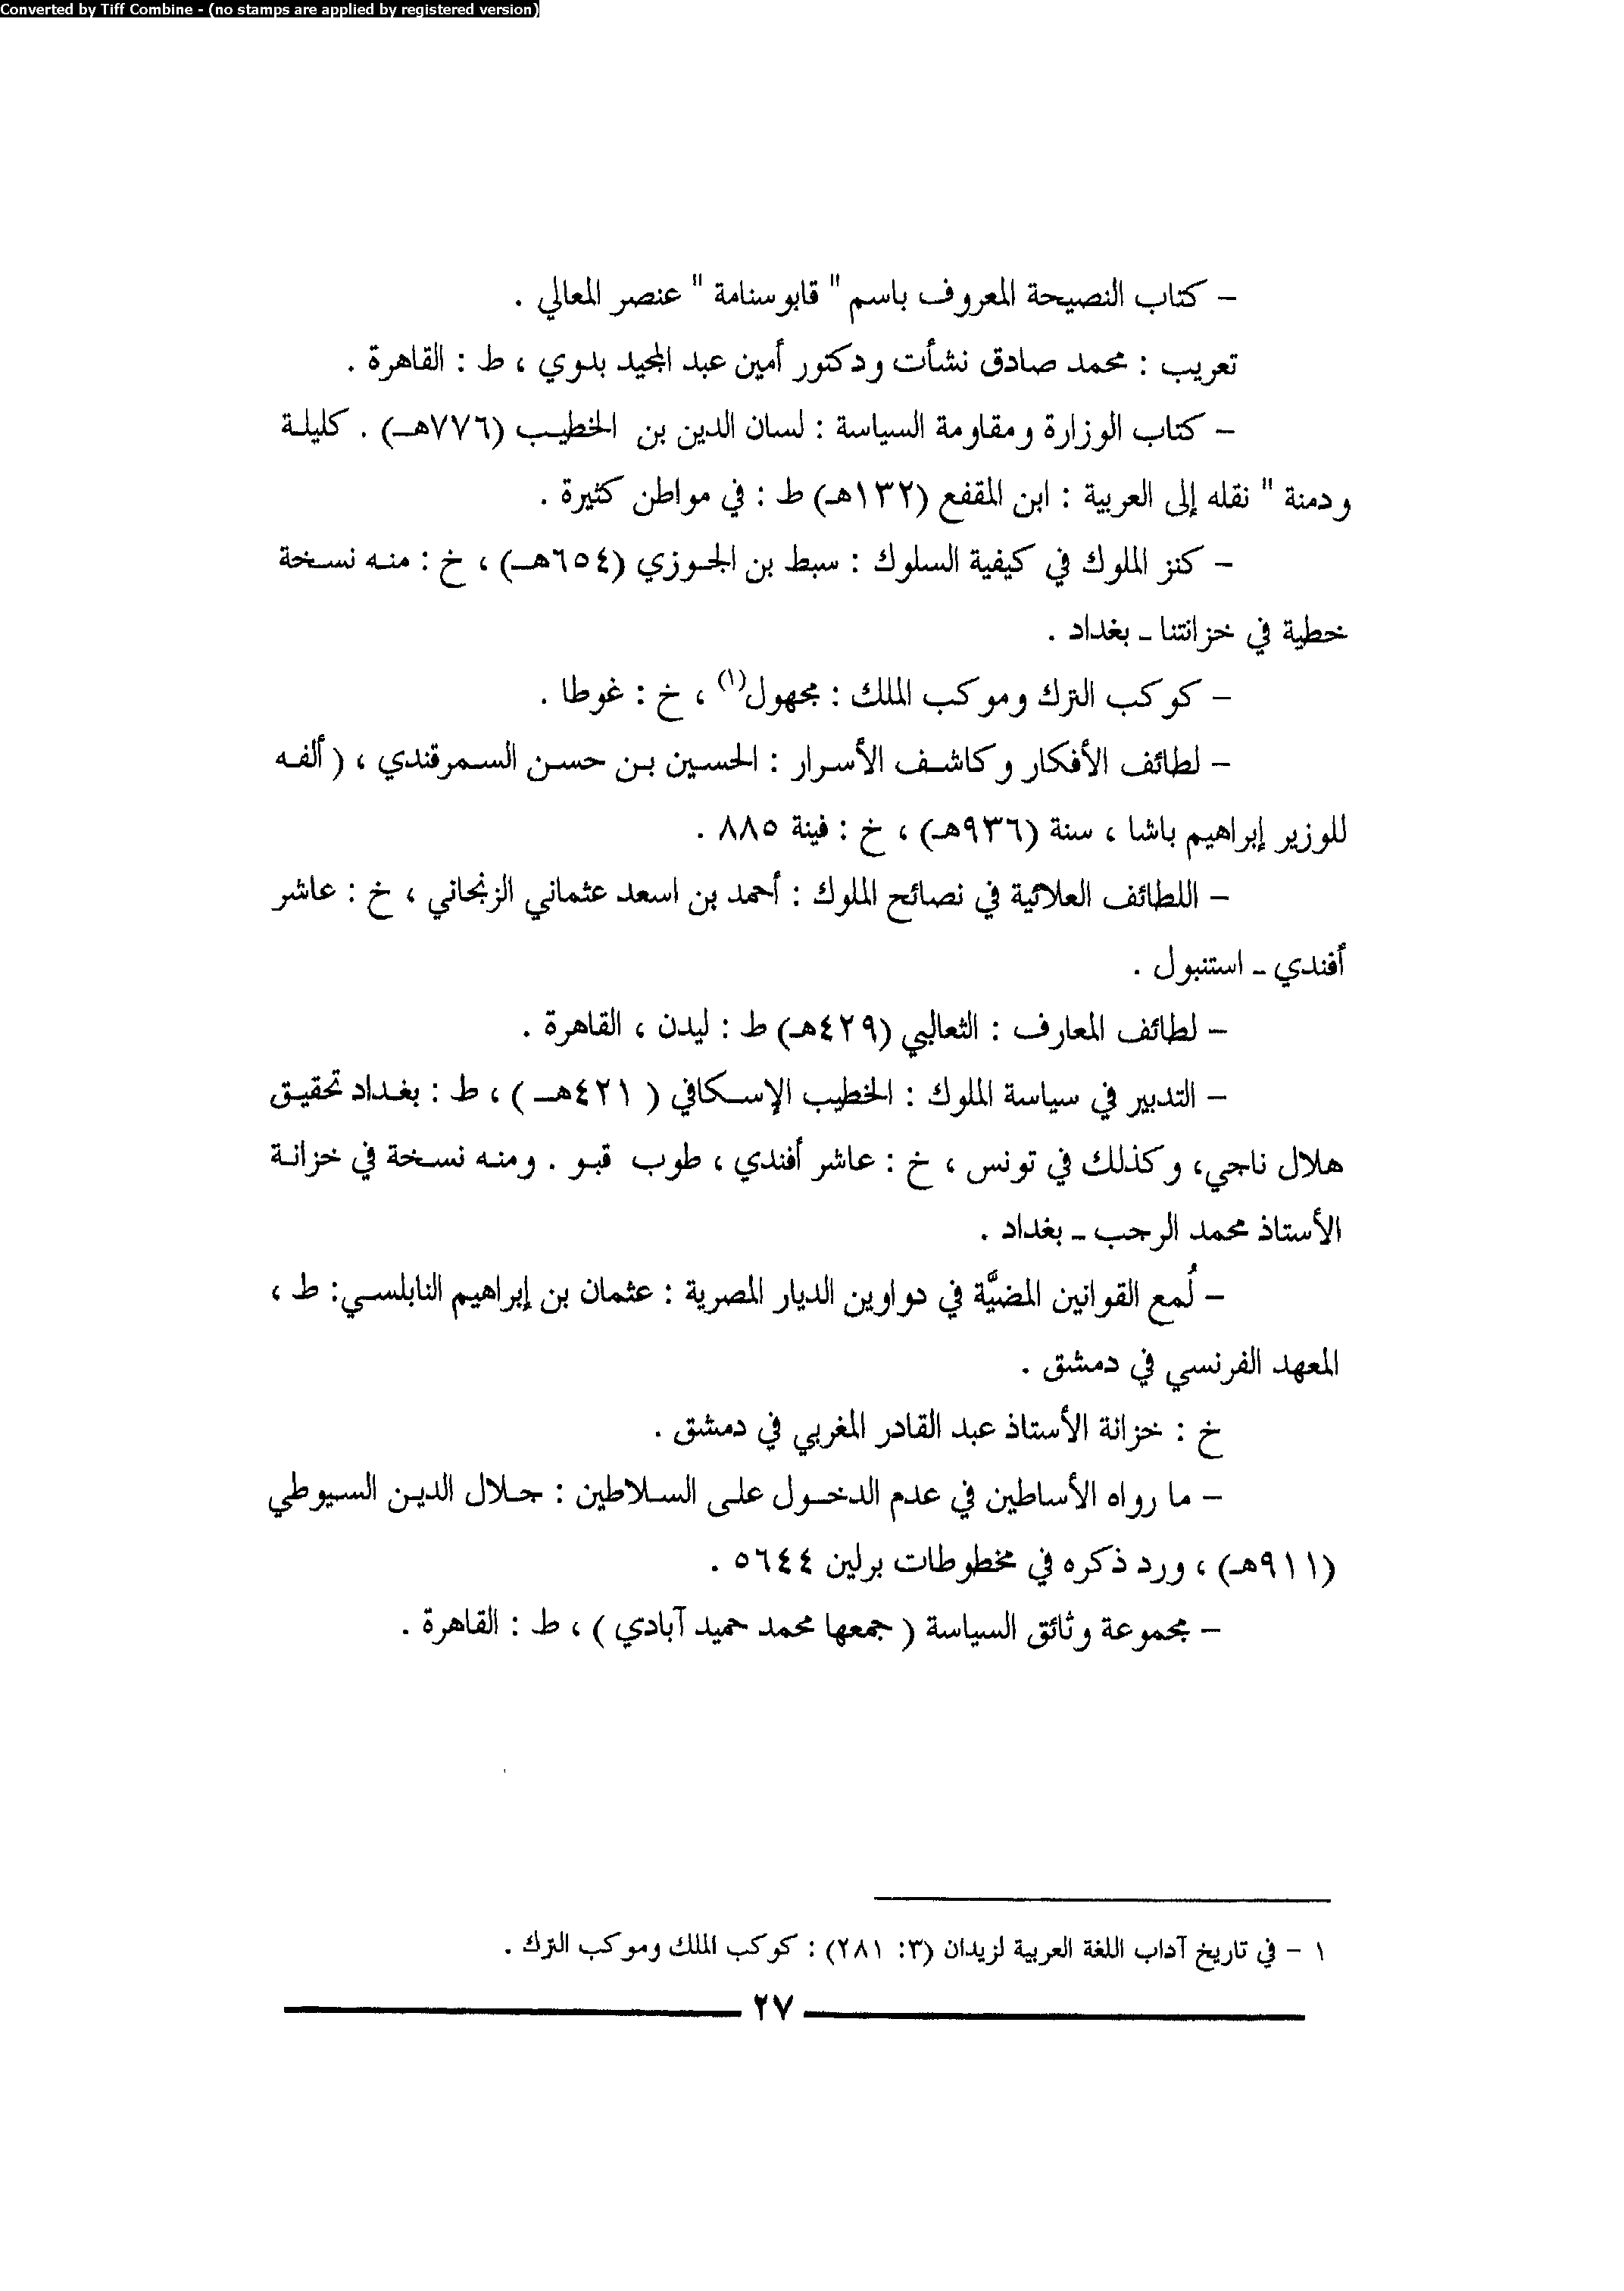 Converted by Tiff Combine - (no stamps are applied by registered version)
– كتاب النصيحة المعروف باسم " قابوسنامة " عنصر المعالي .
تعريب : محمد صادق نشأت ودكتور أمين عبد المجيد بدوي ، ط : القاهرة .
– كتاب الوزارة ومقاومة السياسة : لسان الدين بن الخطيب (٧٧٦هـ) . كليلة
ودمنة " نقله إلى العربية : ابن المقفع (١٣٢هـ) ط : في مواطن كثيرة .
– كنز الملوك في كيفية السلوك : سبط بن الجوزي (٦٥٤هـ) ، خ : منه نسخة
خطية في خزانتنا ـ بغداد .
– كوكب الترك وموكب الملك : مجهول(١) ، خ : غوطا .
– لطائف الأفكار وكاشف الأسرار : الحسين بن حسن السمرقندي ، ( ألفه
للوزير إبراهيم باشا ، سنة (٩٣٦هـ) ، خ : فينة ٨٨٥ .
– اللطائف العلائية في نصائح الملوك : أحمد بن اسعد عثماني الزنجاني ، خ : عاشر
أفندي ـ استنبول .
– لطائف المعارف : الثعالبي (٤٢٩هـ) ط : ليدن ، القاهرة .
– التدبير في سياسة الملوك : الخطيب الإسكافي ( ٤٢١هـ ) ، ط : بغداد تحقيق
هلال ناجي، وكذلك في تونس ، خ : عاشر أفندي ، طوب قبو . ومنه نسخة في خزانة
الأستاذ محمد الرجب ـ بغداد .
– لُمع القوانين المضيَّة في دواوين الديار المصرية : عثمان بن إبراهيم النابلسي: ط ،
المعهد الفرنسي في دمشق .
خ : خزانة الأستاذ عبد القادر المغربي في دمشق .
– ما رواه الأساطين في عدم الدخول على السلاطين : جلال الدين السيوطي
(٩١١هـ) ، ورد ذكره في مخطوطات برلين ٥٦٤٤ .
– مجموعة وثائق السياسة ( جمعها محمد حميد آبادي ) ، ط : القاهرة .
١ – في تاريخ آداب اللغة العربية لزيدان (٣: ٢٨١) : كوكب الملك وموكب الترك .
٢٧